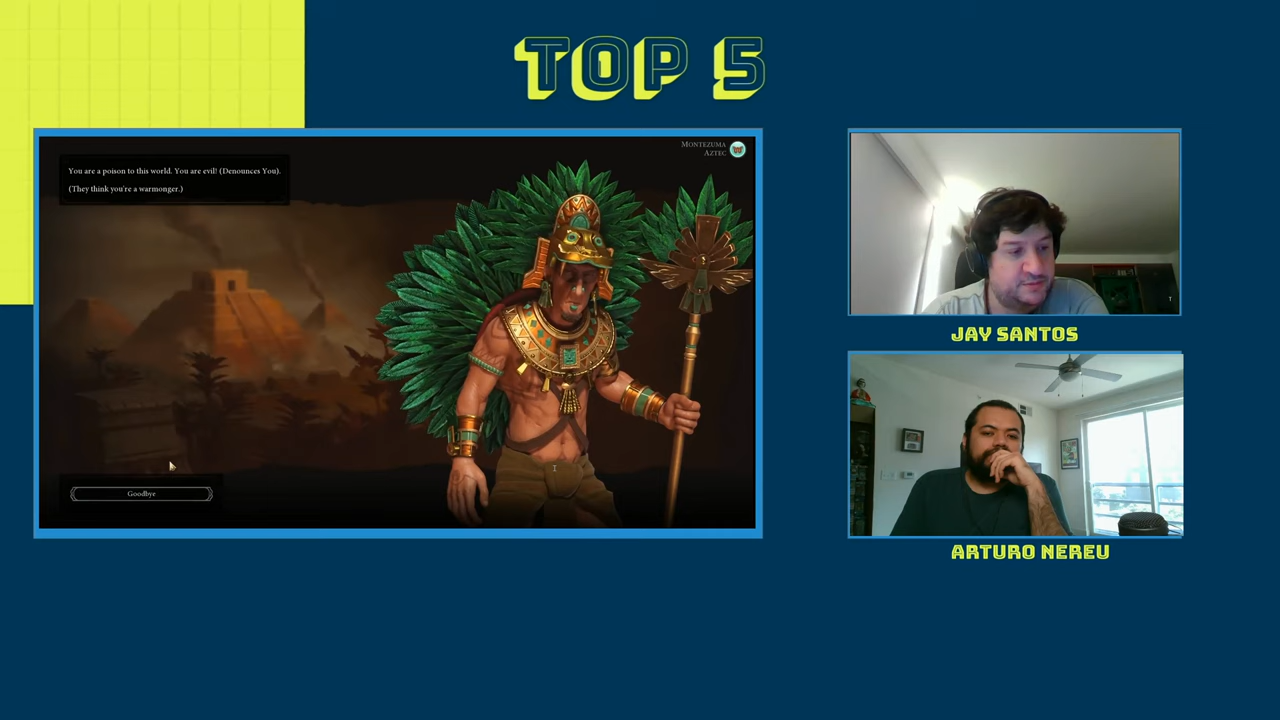 TOP 5
MONTEZUMA
AZTEC
You are a poison to this world. You are evil! (Denounces You).
(They think you're a warmonger.)
Goodbye
JAY SANTOS
ARTURO NEREU